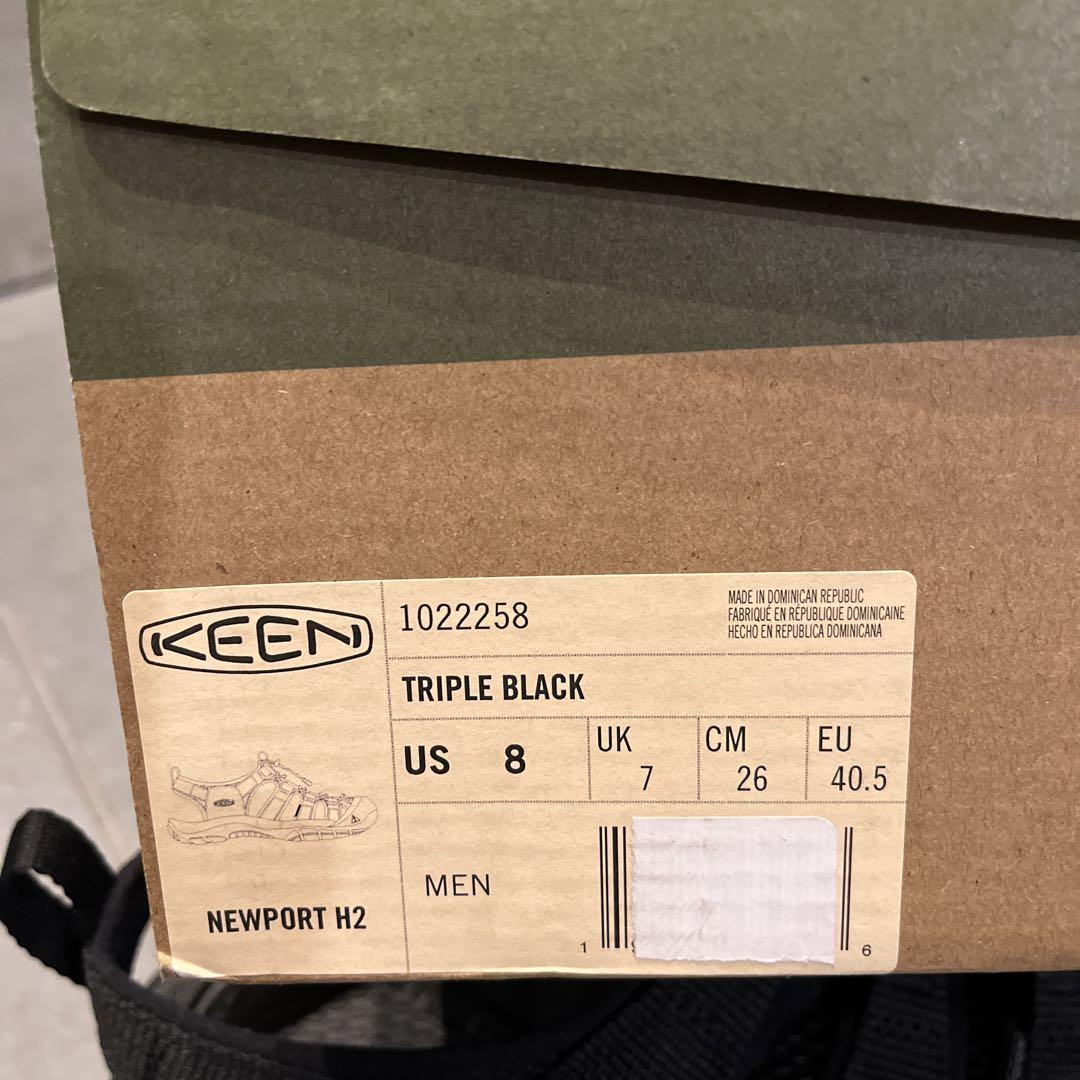 KEEN
1022258
MADE IN DOMINICAN REPUBLIC
FABRIQUÉ EN RÉPUBLIQUE DOMINICAINE
HECHO EN REPUBLICA DOMINICANA
TRIPLE BLACK
US 8
UK 7
CM 26
EU 40.5
MEN
NEWPORT H2
1
6